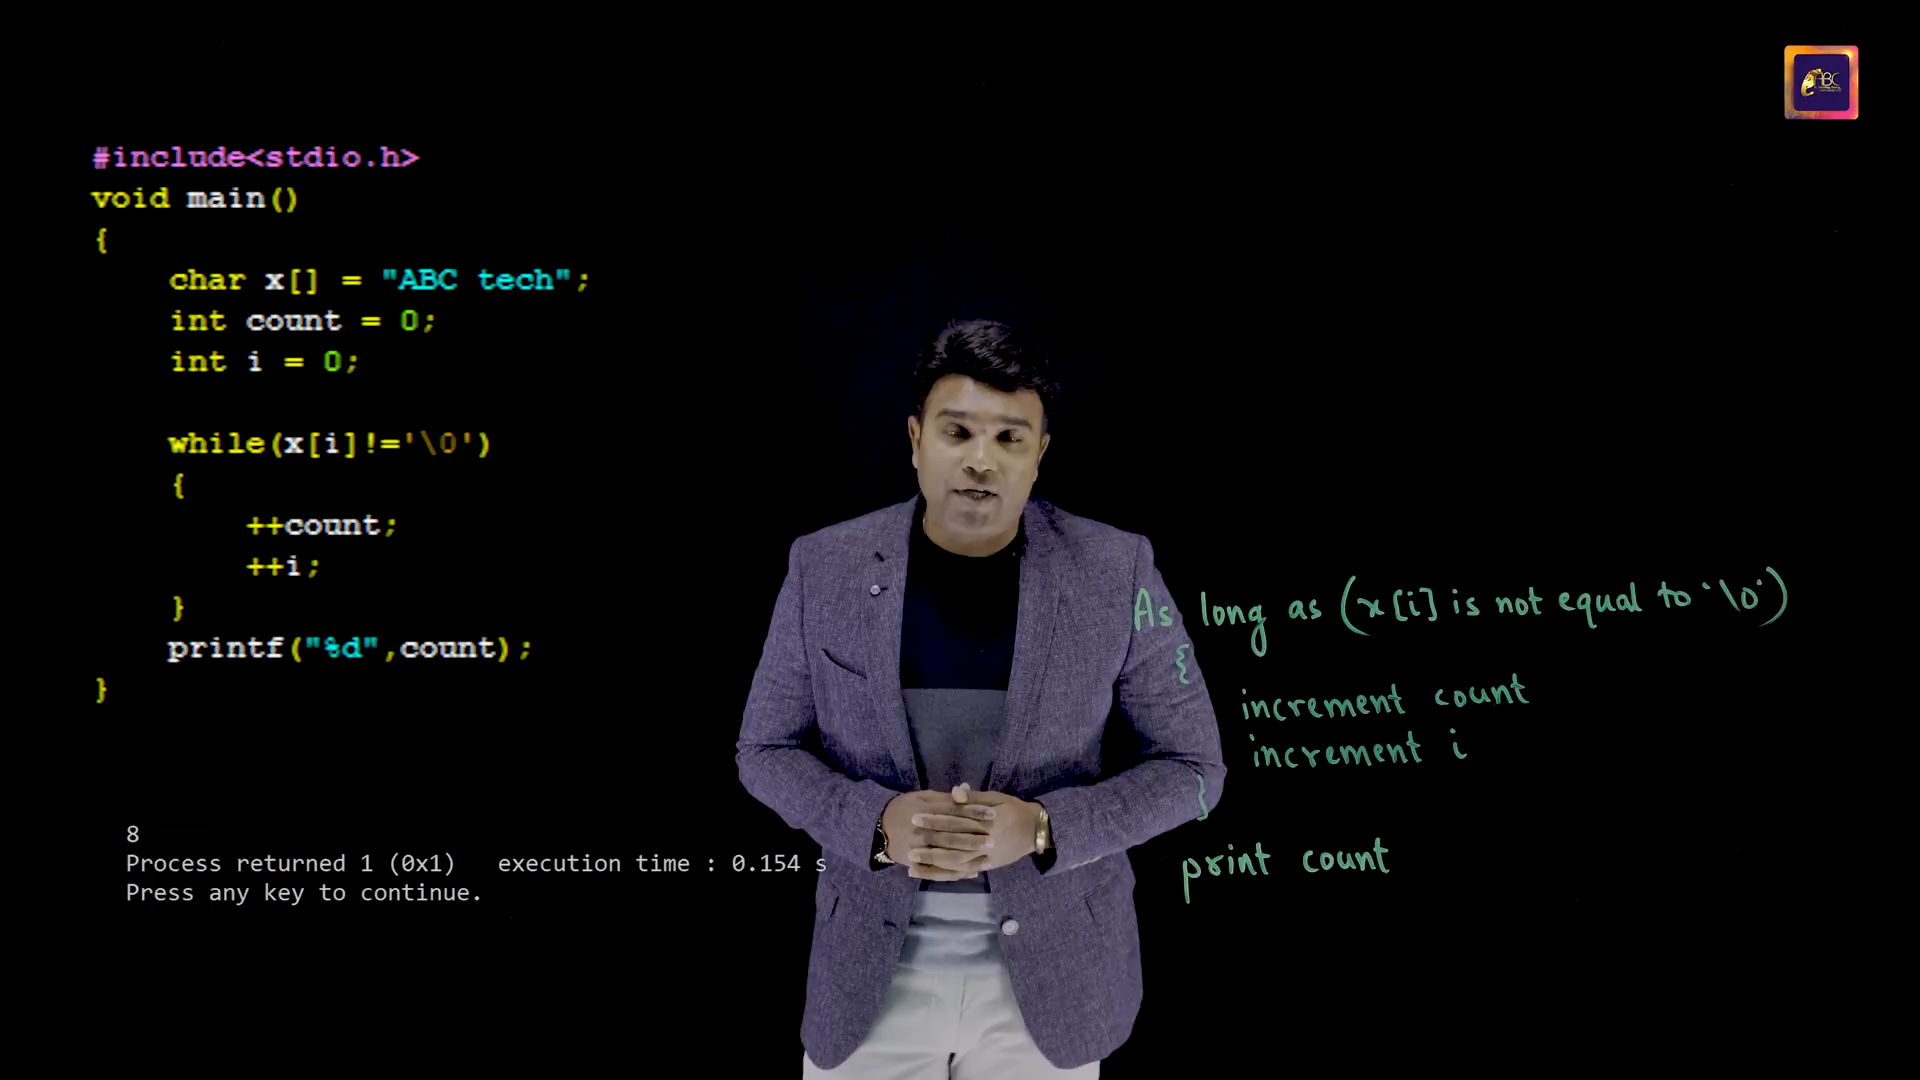 ABC
#include<stdio.h>
void main()
{
char x[] = "ABC tech";
int count = 0;
int i = 0;
while(x[i]!='\0')
{
++count;
++i;
}
printf("%d",count);
}
8
Process returned 1 (0x1)   execution time : 0.154 s
Press any key to continue.
As long as (x[i] is not equal to '\0')
{
increment count
increment i
}
print count